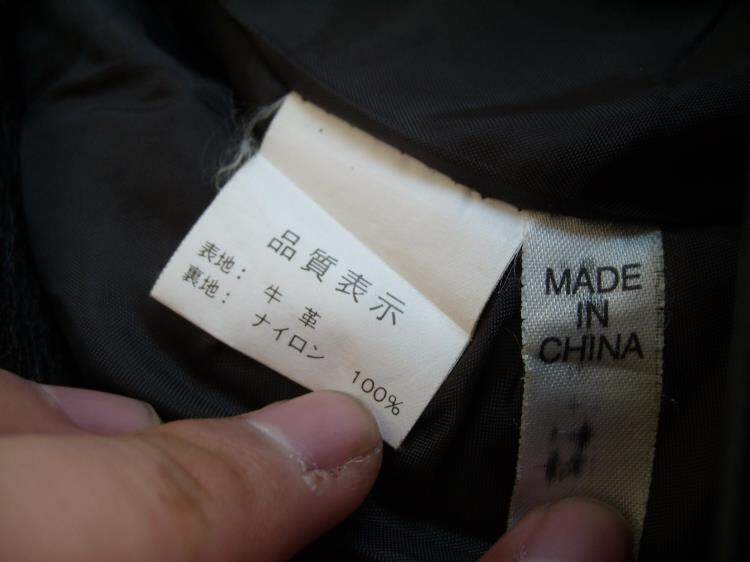 品質表示
表地： 牛革
裏地： ナイロン 100%
MADE
IN
CHINA